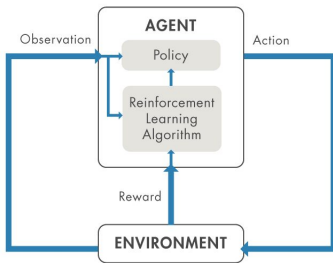 AGENT
Observation
Action
Policy
Reinforcement
Learning
Algorithm
Reward
ENVIRONMENT